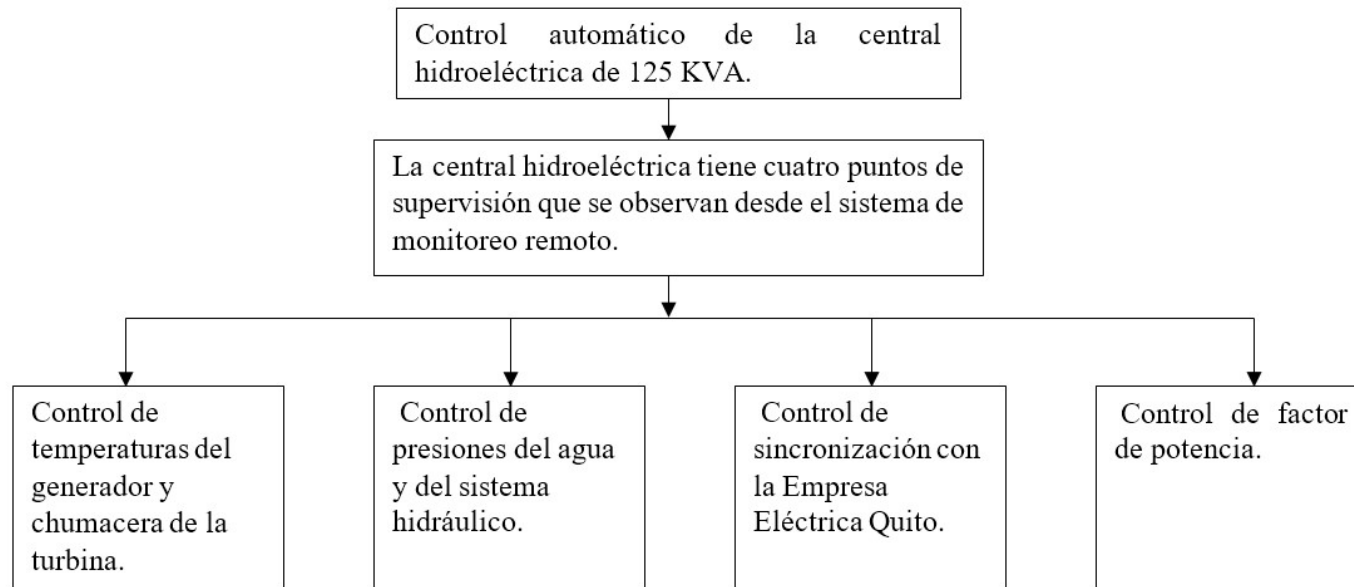 Control automático de la central
hidroeléctrica de 125 KVA.
La central hidroeléctrica tiene cuatro puntos de
supervisión que se observan desde el sistema de
monitoreo remoto.
Control de
temperaturas del
generador y
chumacera de la
turbina.
Control de
presiones del agua
y del sistema
hidráulico.
Control de
sincronización con
la Empresa
Eléctrica Quito.
Control de factor
de potencia.